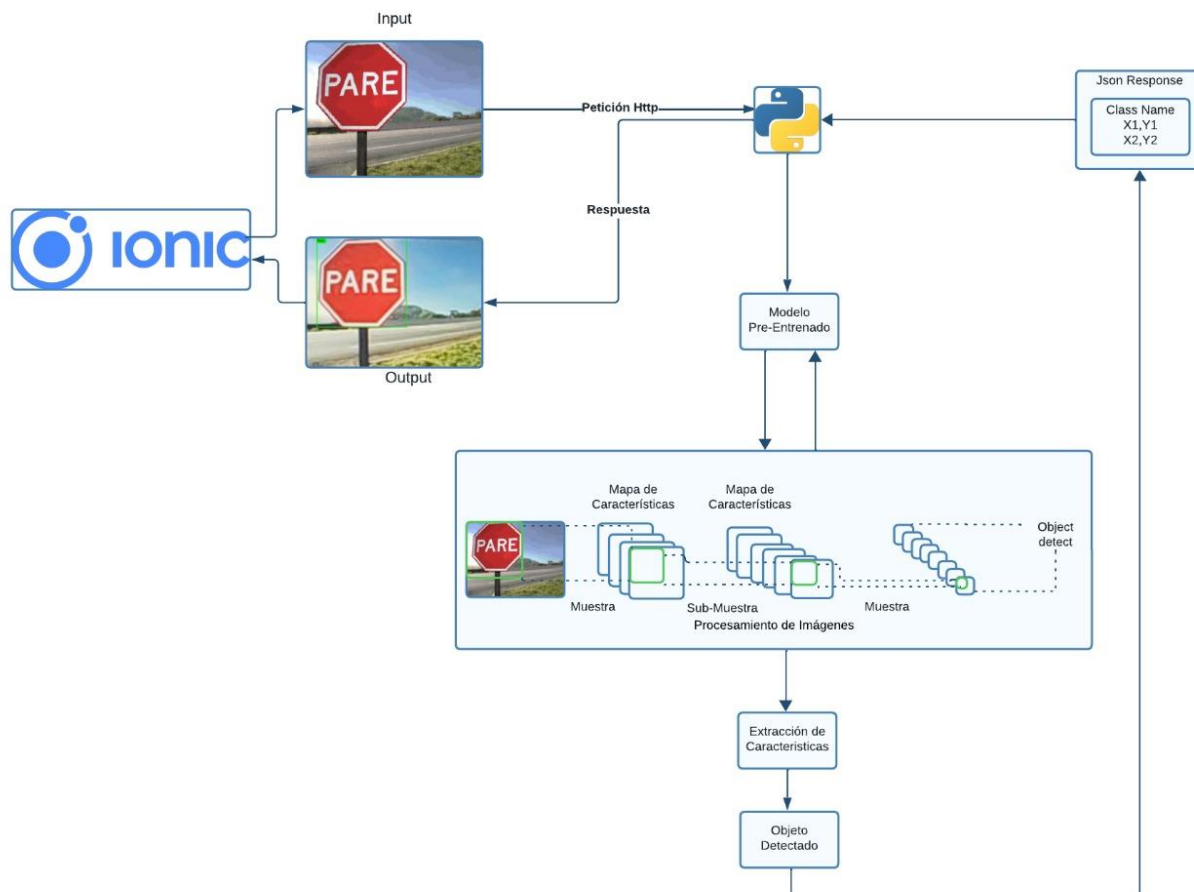 Input
PARE
Petición Http
Json Response
Class Name
X1,Y1
X2,Y2
Respuesta
IONIC
PARE
Output
Modelo
Pre-Entrenado
Mapa de
Característícas
Mapa de
Característícas
PARE
Object
detect
Muestra
Sub-Muestra
Muestra
Procesamiento de Imágenes
Extracción de
Caracteristicas
Objeto
Detectado